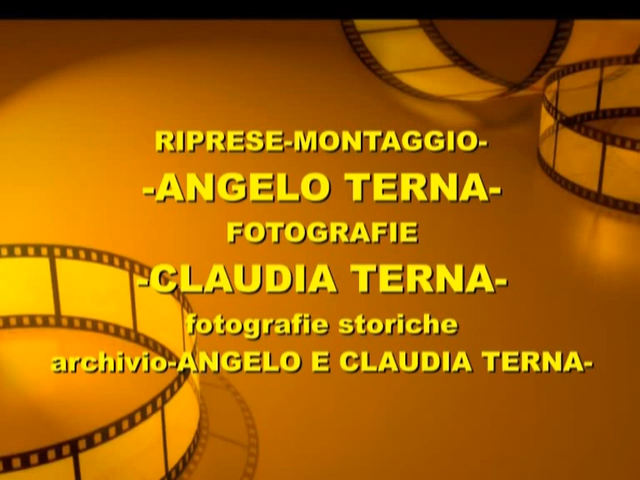 RIPRESE-MONTAGGIO-
-ANGELO TERNA-
FOTOGRAFIE
-CLAUDIA TERNA-
fotografie storiche
archivio-ANGELO E CLAUDIA TERNA-